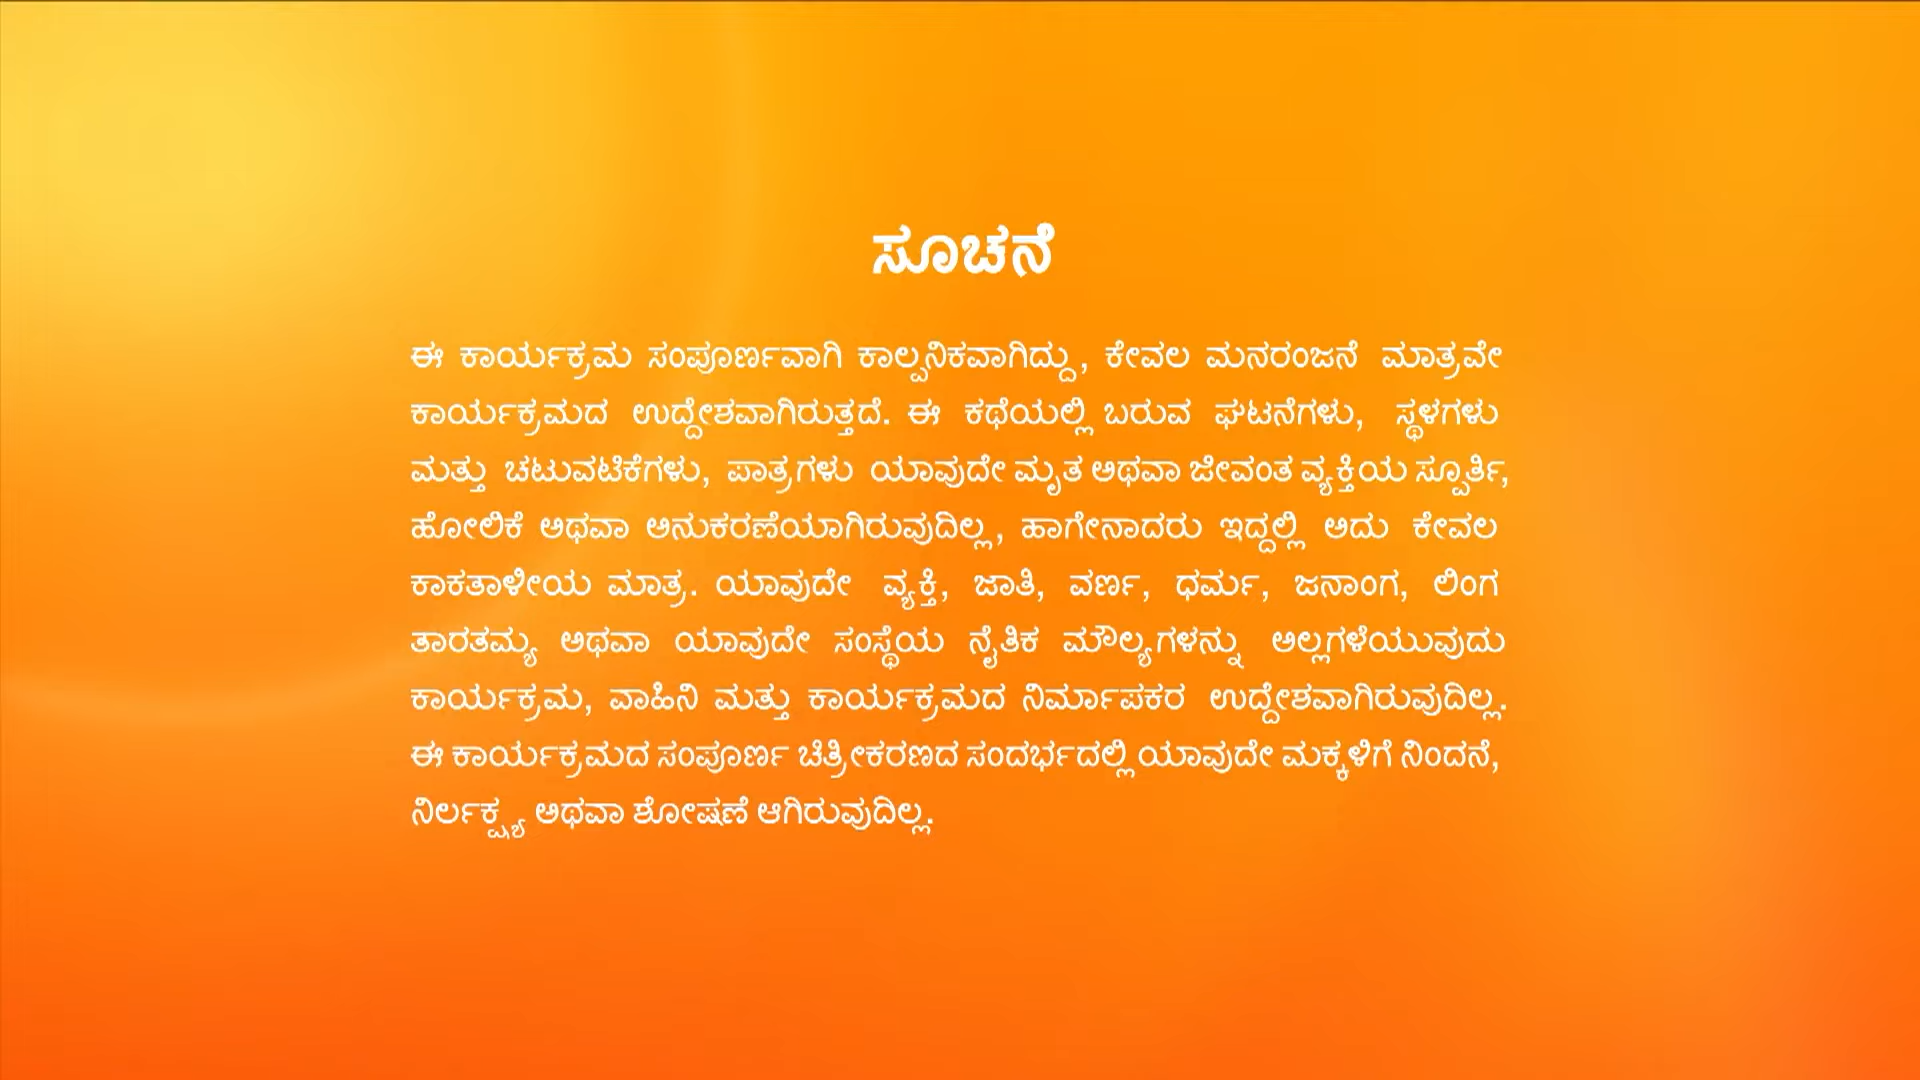 ಸೂಚನೆ
ಈ ಕಾರ್ಯಕ್ರಮ ಸಂಪೂರ್ಣವಾಗಿ ಕಾಲ್ಪನಿಕವಾಗಿದ್ದು, ಕೇವಲ ಮನರಂಜನೆ ಮಾತ್ರವೇ
ಕಾರ್ಯಕ್ರಮದ ಉದ್ದೇಶವಾಗಿರುತ್ತದೆ. ಈ ಕಥೆಯಲ್ಲಿ ಬರುವ ಘಟನೆಗಳು, ಸ್ಥಳಗಳು
ಮತ್ತು ಚಟುವಟಿಕೆಗಳು, ಪಾತ್ರಗಳು ಯಾವುದೇ ಮೃತ ಅಥವಾ ಜೀವಂತ ವ್ಯಕ್ತಿಯ ಸ್ಪೂರ್ತಿ,
ಹೋಲಿಕೆ ಅಥವಾ ಅನುಕರಣೆಯಾಗಿರುವುದಿಲ್ಲ, ಹಾಗೇನಾದರು ಇದ್ದಲ್ಲಿ ಅದು ಕೇವಲ
ಕಾಕತಾಳೀಯ ಮಾತ್ರ. ಯಾವುದೇ ವ್ಯಕ್ತಿ, ಜಾತಿ, ವರ್ಣ, ಧರ್ಮ, ಜನಾಂಗ, ಲಿಂಗ
ತಾರತಮ್ಯ ಅಥವಾ ಯಾವುದೇ ಸಂಸ್ಥೆಯ ನೈತಿಕ ಮೌಲ್ಯಗಳನ್ನು ಅಲ್ಲಗಳೆಯುವುದು
ಕಾರ್ಯಕ್ರಮ, ವಾಹಿನಿ ಮತ್ತು ಕಾರ್ಯಕ್ರಮದ ನಿರ್ಮಾಪಕರ ಉದ್ದೇಶವಾಗಿರುವುದಿಲ್ಲ.
ಈ ಕಾರ್ಯಕ್ರಮದ ಸಂಪೂರ್ಣ ಚಿತ್ರೀಕರಣದ ಸಂದರ್ಭದಲ್ಲಿ ಯಾವುದೇ ಮಕ್ಕಳಿಗೆ ನಿಂದನೆ,
ನಿರ್ಲಕ್ಷ್ಯ ಅಥವಾ ಶೋಷಣೆ ಆಗಿರುವುದಿಲ್ಲ.